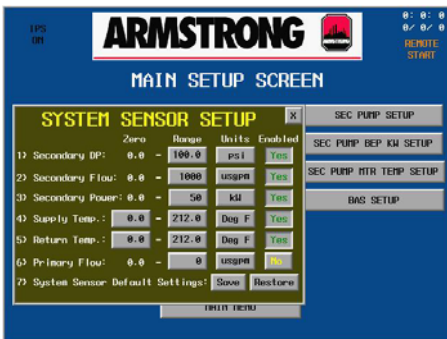 IPS
ON
ARMSTRONG
0: 0: 0
0/ 0/ 0
REMOTE
START
MAIN SETUP SCREEN
SYSTEM SENSOR SETUP
X
Zero Range Units Enabled
1) Secondary DP: 0.0 - 100.0 psi Yes
2) Secondary Flow: 0.0 - 1000 usgpm Yes
3) Secondary Power: 0.0 - 50 kW Yes
4) Supply Temp.: 0.0 - 212.0 Deg F Yes
5) Return Temp.: 0.0 - 212.0 Deg F Yes
6) Primary Flow: 0.0 - 0 usgpm No
7) System Sensor Default Settings: Save Restore
SEC PUMP SETUP
SEC PUMP BEP KW SETUP
SEC PUMP MTR TEMP SETUP
BAS SETUP
MAIN MENU